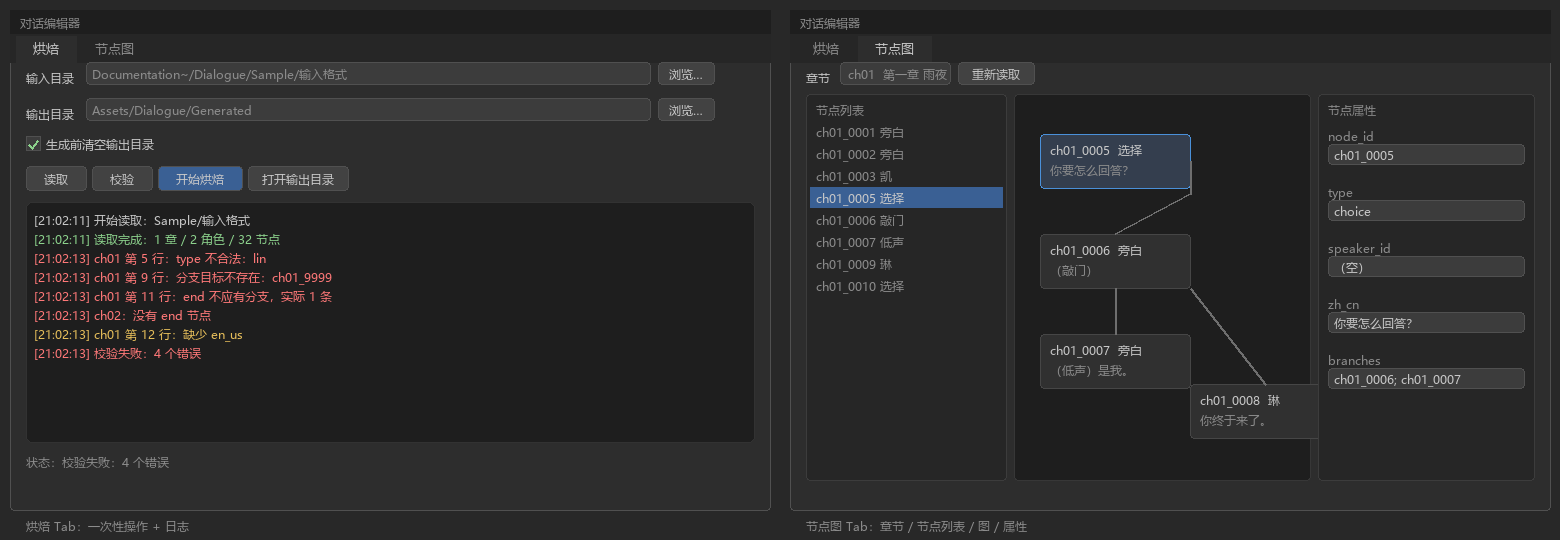 对话编辑器
烘焙
节点图
输入目录
Documentation~/Dialogue/Sample/输入格式
浏览...
输出目录
Assets/Dialogue/Generated
浏览...
生成前清空输出目录
读取
校验
开始烘焙
打开输出目录
[21:02:11] 开始读取：Sample/输入格式
[21:02:11] 读取完成：1 章 / 2 角色 / 32 节点
[21:02:13] ch01 第 5 行：type 不合法：lin
[21:02:13] ch01 第 9 行：分支目标不存在：ch01_9999
[21:02:13] ch01 第 11 行：end 不应有分支，实际 1 条
[21:02:13] ch02：没有 end 节点
[21:02:13] ch01 第 12 行：缺少 en_us
[21:02:13] 校验失败：4 个错误
状态：校验失败：4 个错误
烘焙 Tab：一次性操作 + 日志
对话编辑器
烘焙
节点图
章节
ch01 第一章 雨夜
重新读取
节点列表
ch01_0001 旁白
ch01_0002 旁白
ch01_0003 凯
ch01_0005 选择
ch01_0006 敲门
ch01_0007 低声
ch01_0009 琳
ch01_0010 选择
ch01_0005 选择
你要怎么回答?
ch01_0006 旁白
（敲门）
ch01_0007 旁白
（低声）是我。
ch01_0008 琳
你终于来了。
节点属性
node_id
ch01_0005
type
choice
speaker_id
（空）
zh_cn
你要怎么回答?
branches
ch01_0006; ch01_0007
节点图 Tab：章节 / 节点列表 / 图 / 属性